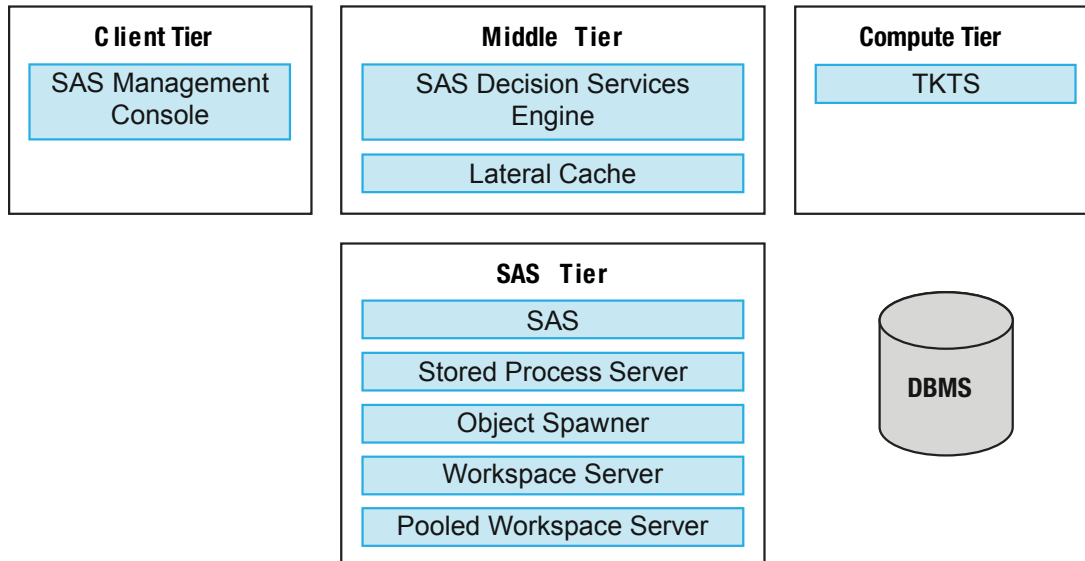 Client Tier
SAS Management
Console
Middle Tier
SAS Decision Services
Engine
Lateral Cache
Compute Tier
TKTS
SAS Tier
SAS
Stored Process Server
Object Spawner
Workspace Server
Pooled Workspace Server
DBMS